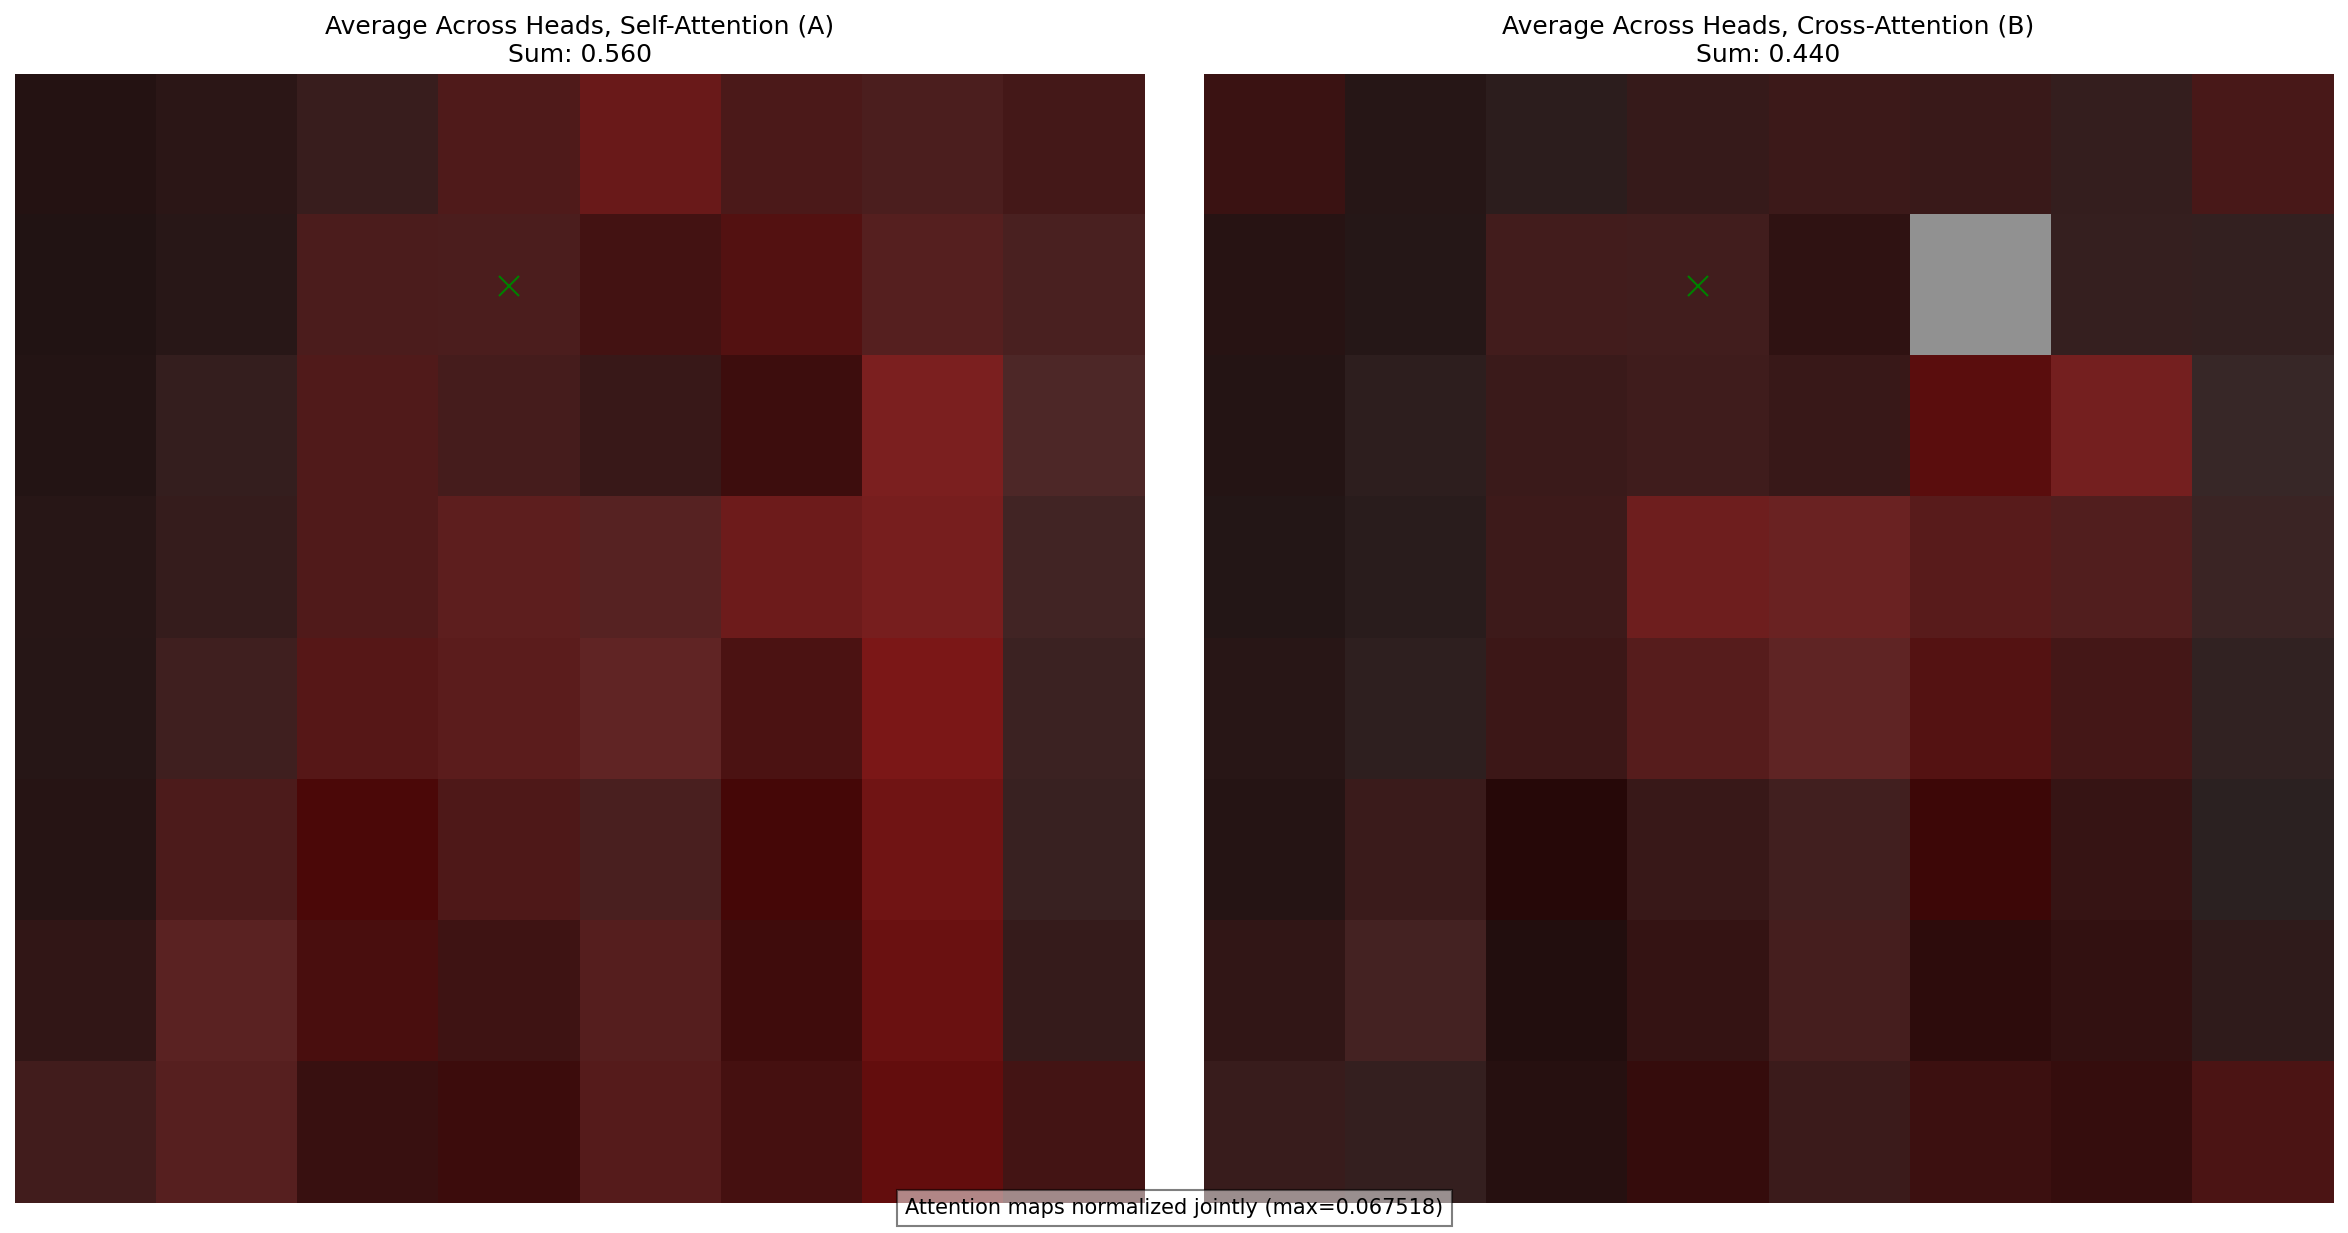 Average Across Heads, Self-Attention (A)
Sum: 0.560
Average Across Heads, Cross-Attention (B)
Sum: 0.440
Attention maps normalized jointly (max=0.067518)